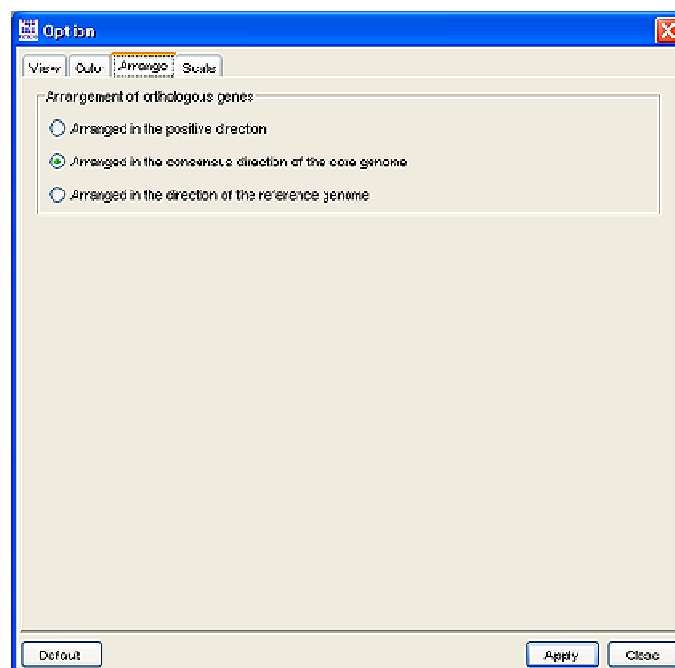 Option
View Color Arrange Scale
Arrangement of orthologous genes
Arranged in the positive direction
Arranged in the consensus direction of the core genome
Arranged in the direction of the reference genome
Default Apply Close